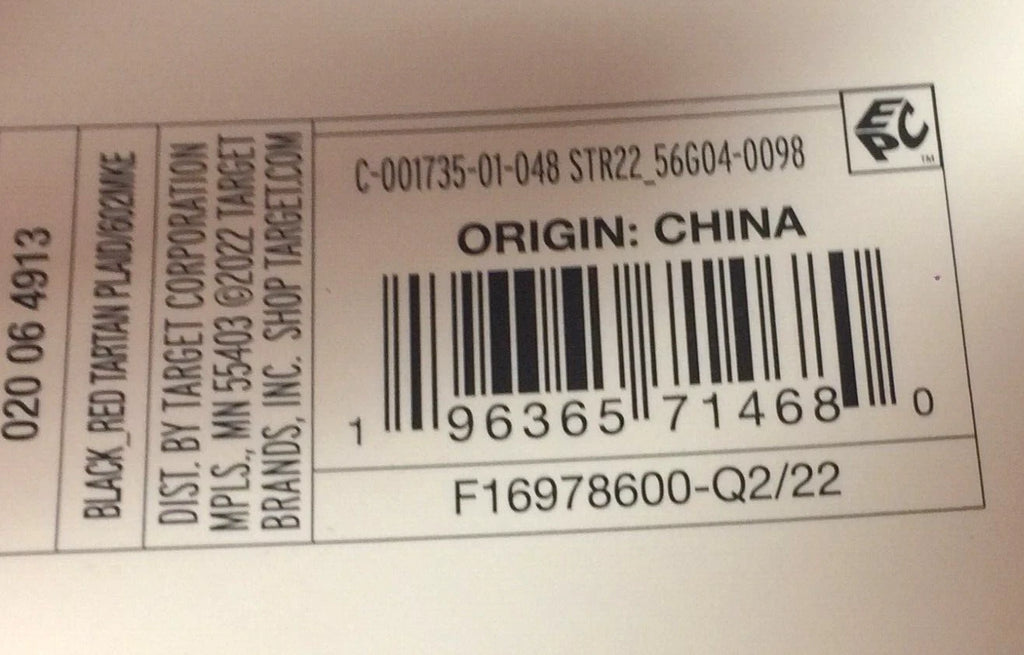 020 06 4913
BLACK_RED TARTAN PLAID/602MKE
DIST. BY TARGET CORPORATION
MPLS., MN 55403 ©2022 TARGET
BRANDS, INC. SHOP TARGET.COM
C-001735-01-048 STR22_56G04-0098
EPC™
ORIGIN: CHINA
1 96365 71468 0
F16978600-Q2/22